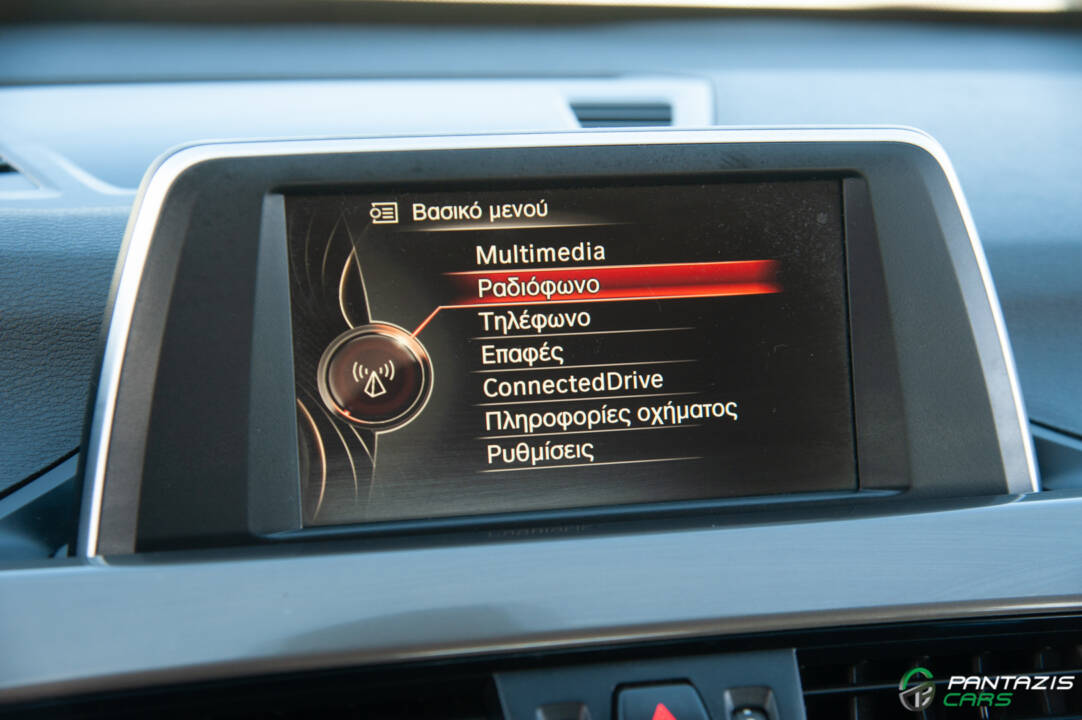 Βασικό μενού
Multimedia
Ραδιόφωνο
Τηλέφωνο
Επαφές
ConnectedDrive
Πληροφορίες οχήματος
Ρυθμίσεις
PANTAZIS
CARS